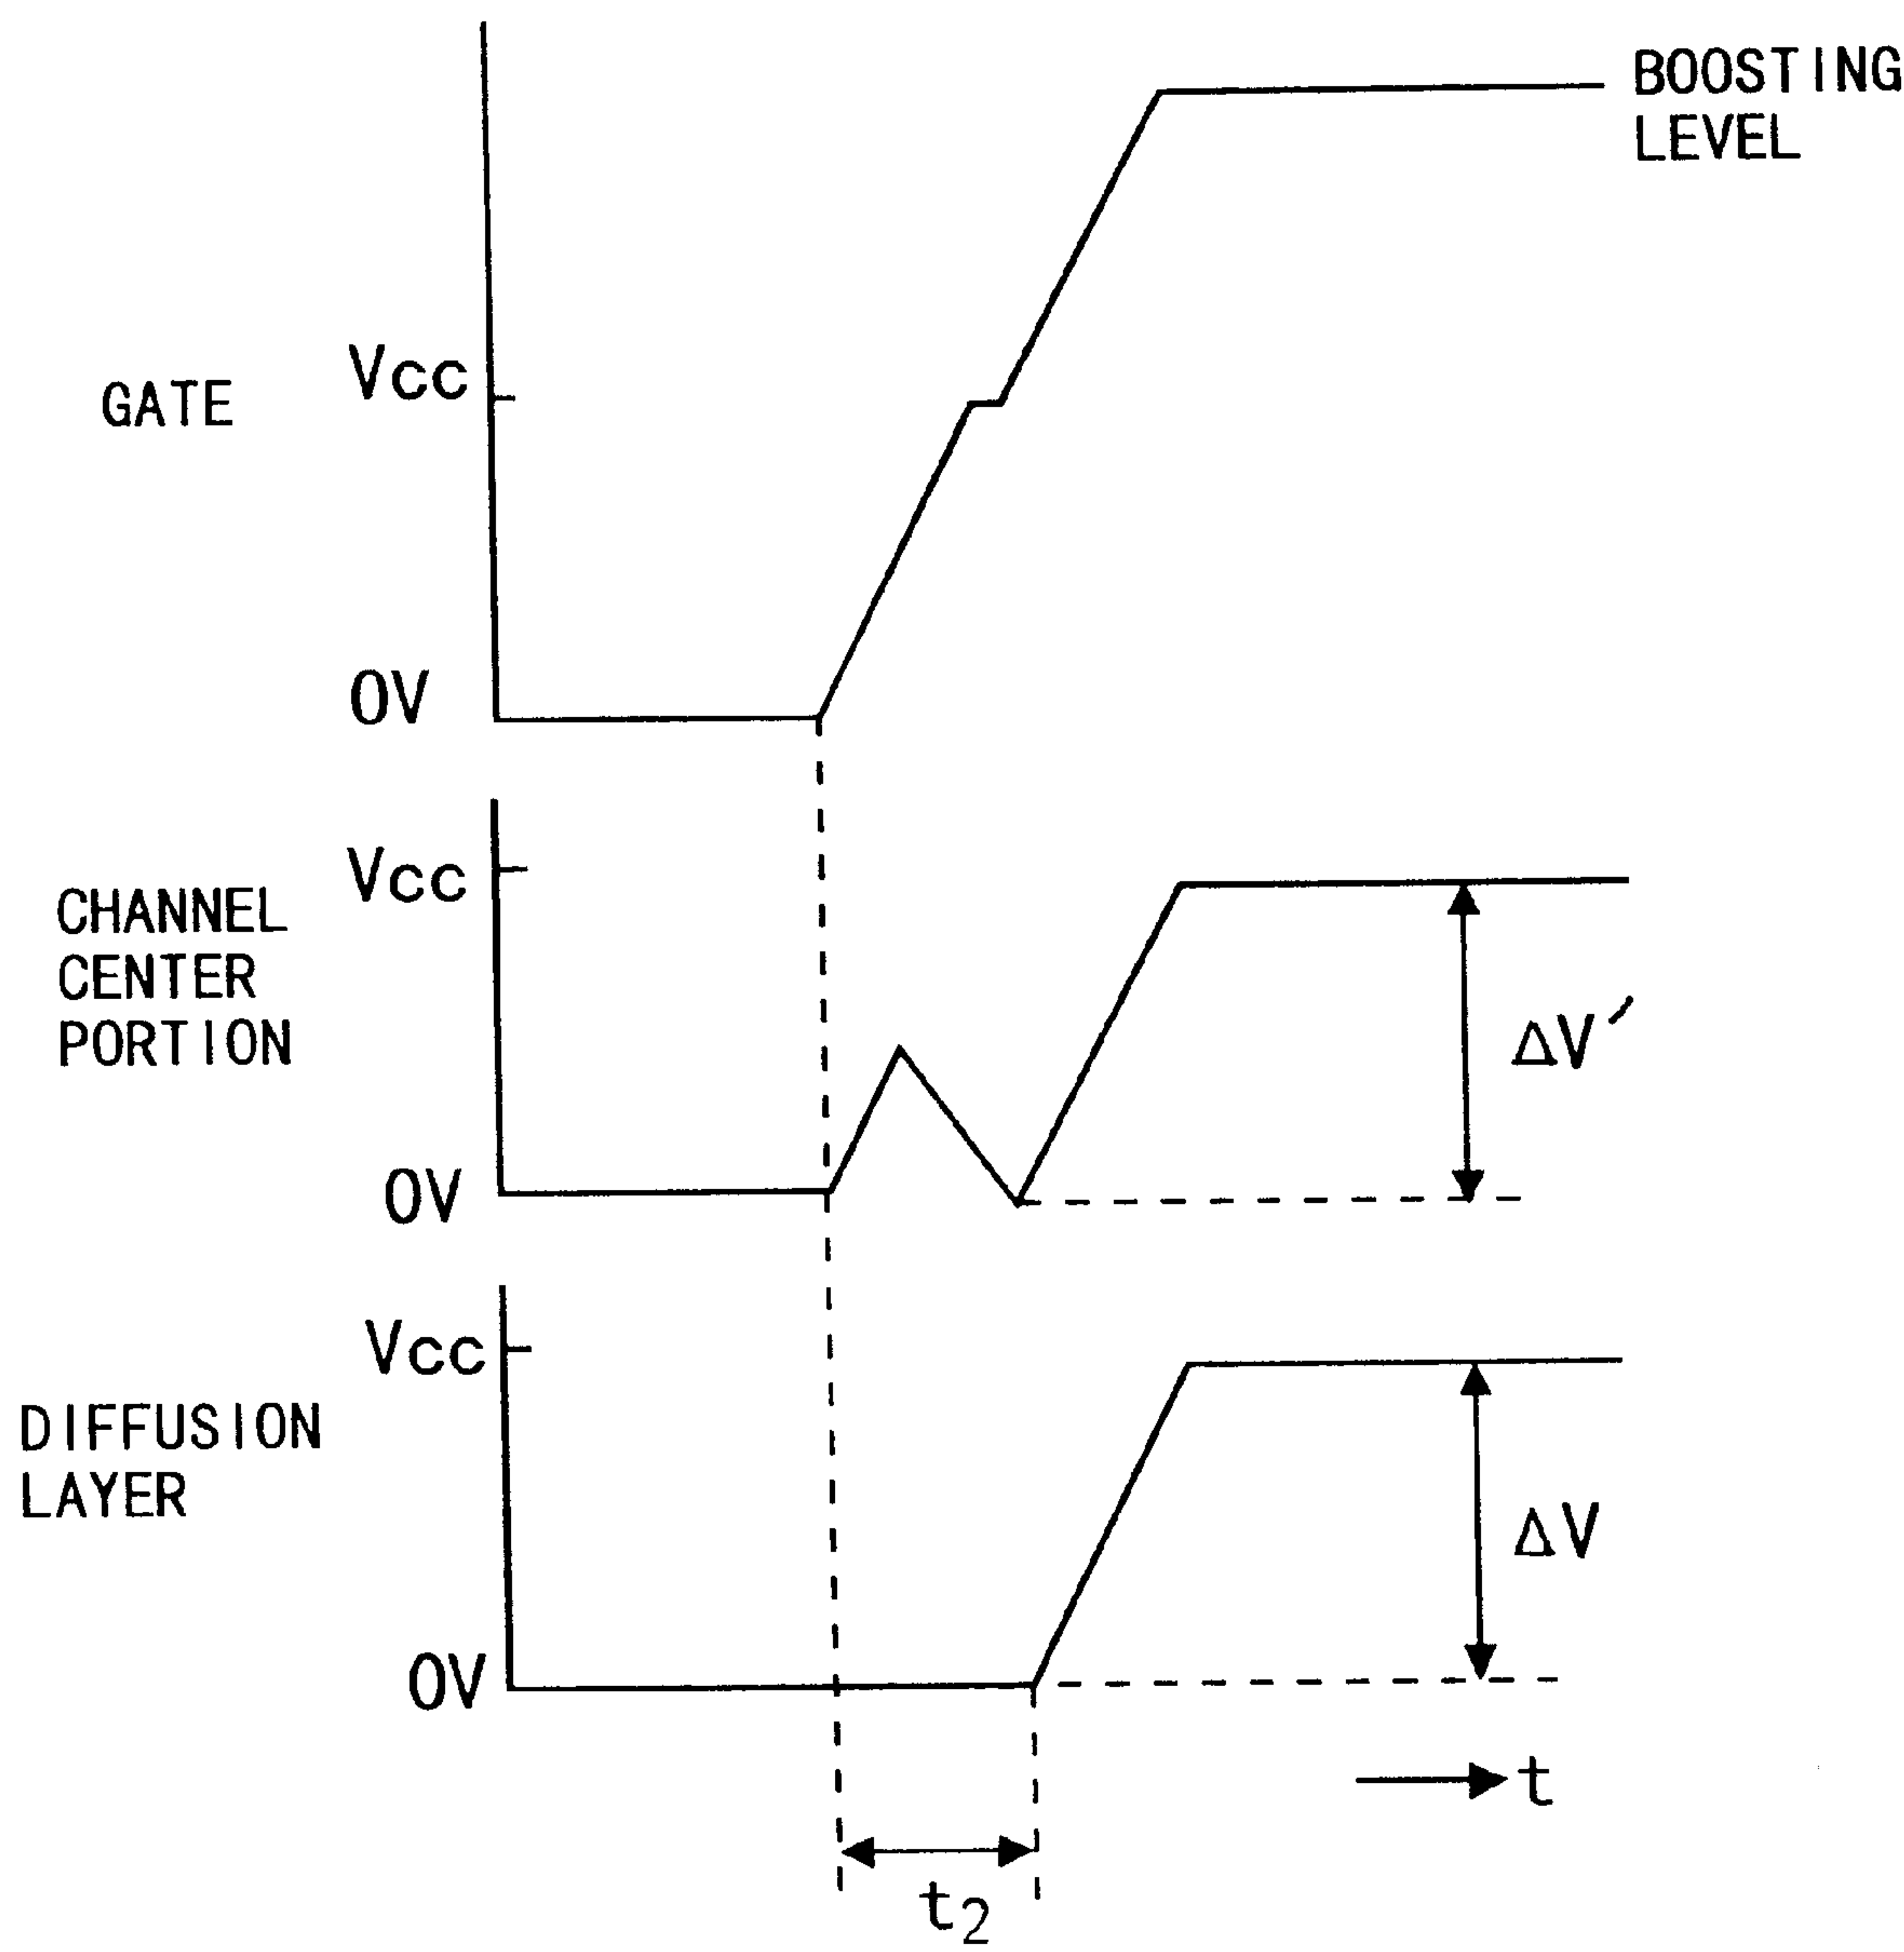 BOOSTING
LEVEL
Vcc
GATE
0V
Vcc
CHANNEL
CENTER
PORTION
ΔV′
0V
Vcc
DIFFUSION
LAYER
ΔV
0V
t
t2